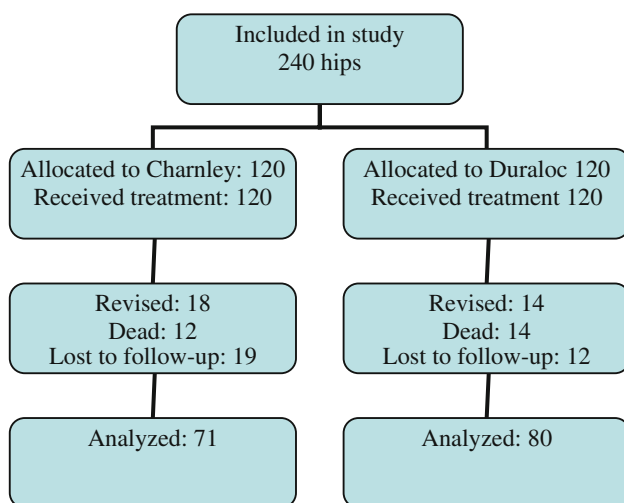 Included in study
240 hips
Allocated to Charnley: 120
Received treatment: 120
Allocated to Duraloc 120
Received treatment 120
Revised: 18
Dead: 12
Lost to follow-up: 19
Revised: 14
Dead: 14
Lost to follow-up: 12
Analyzed: 71
Analyzed: 80